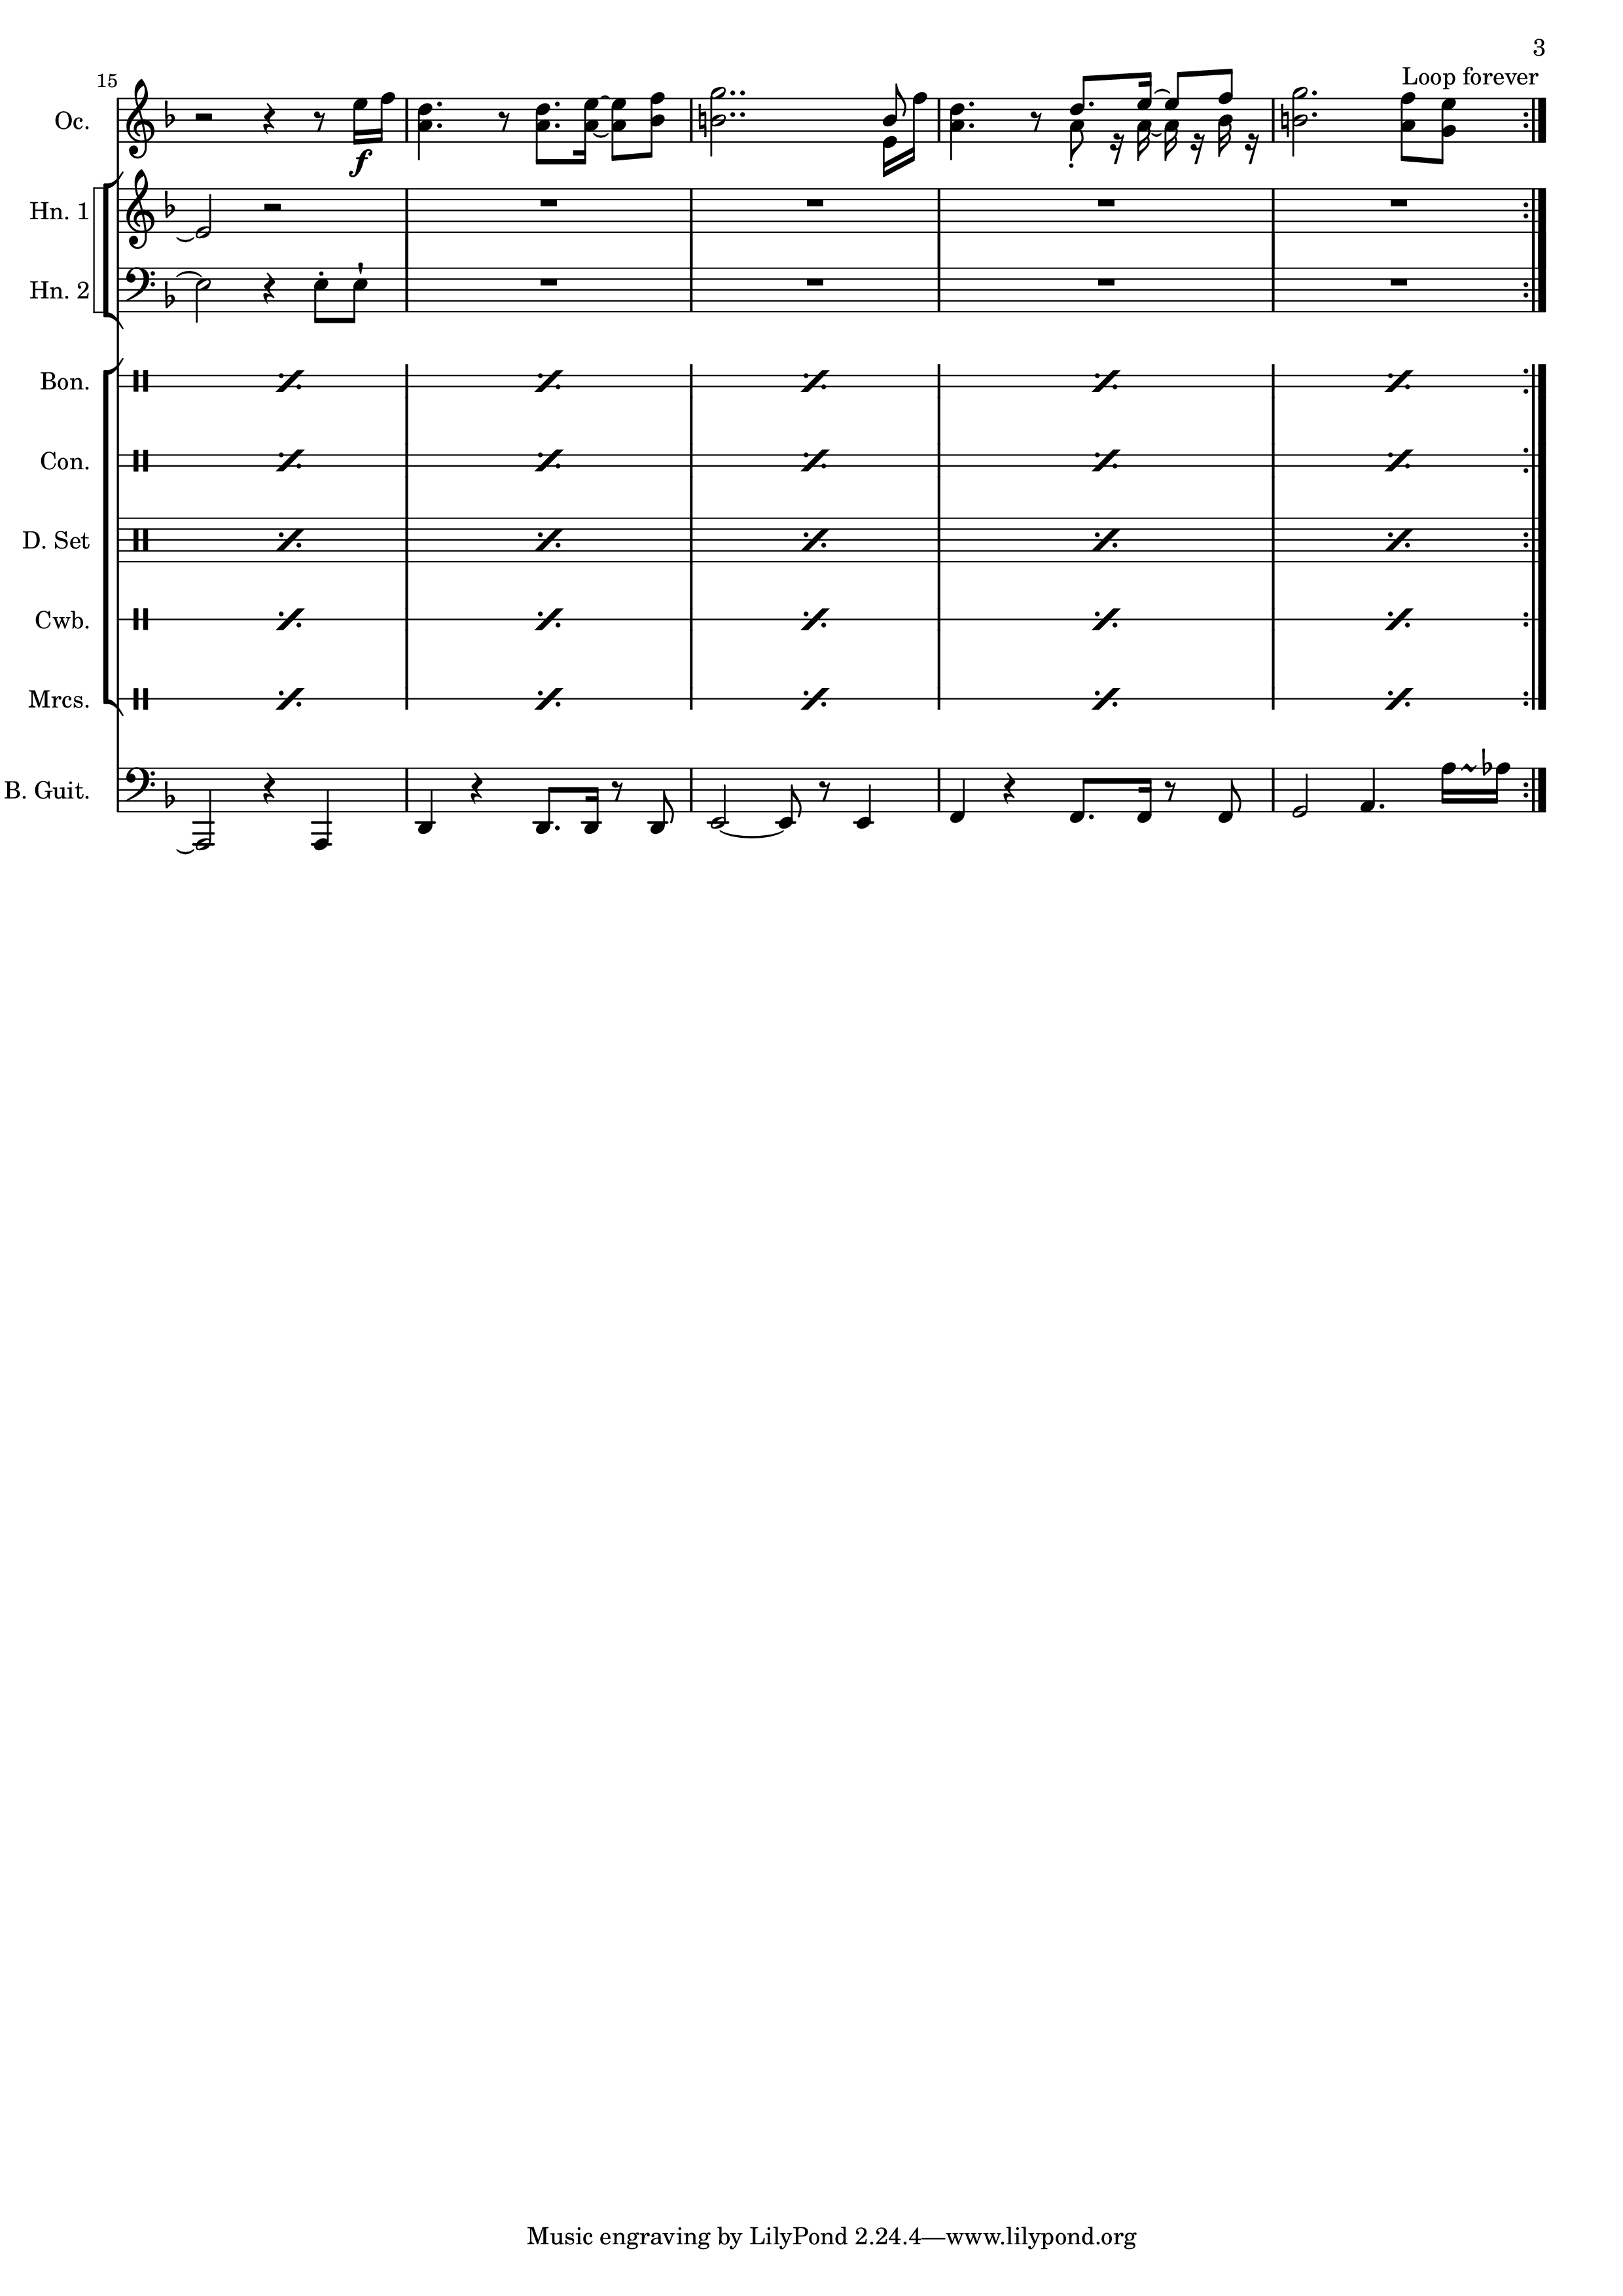 3
15
Loop forever
Oc.
f
Hn. 1
Hn. 2
Bon.
Con.
D. Set
Cwb.
Mrcs.
B. Guit.
Music engraving by LilyPond 2.24.4—www.lilypond.org